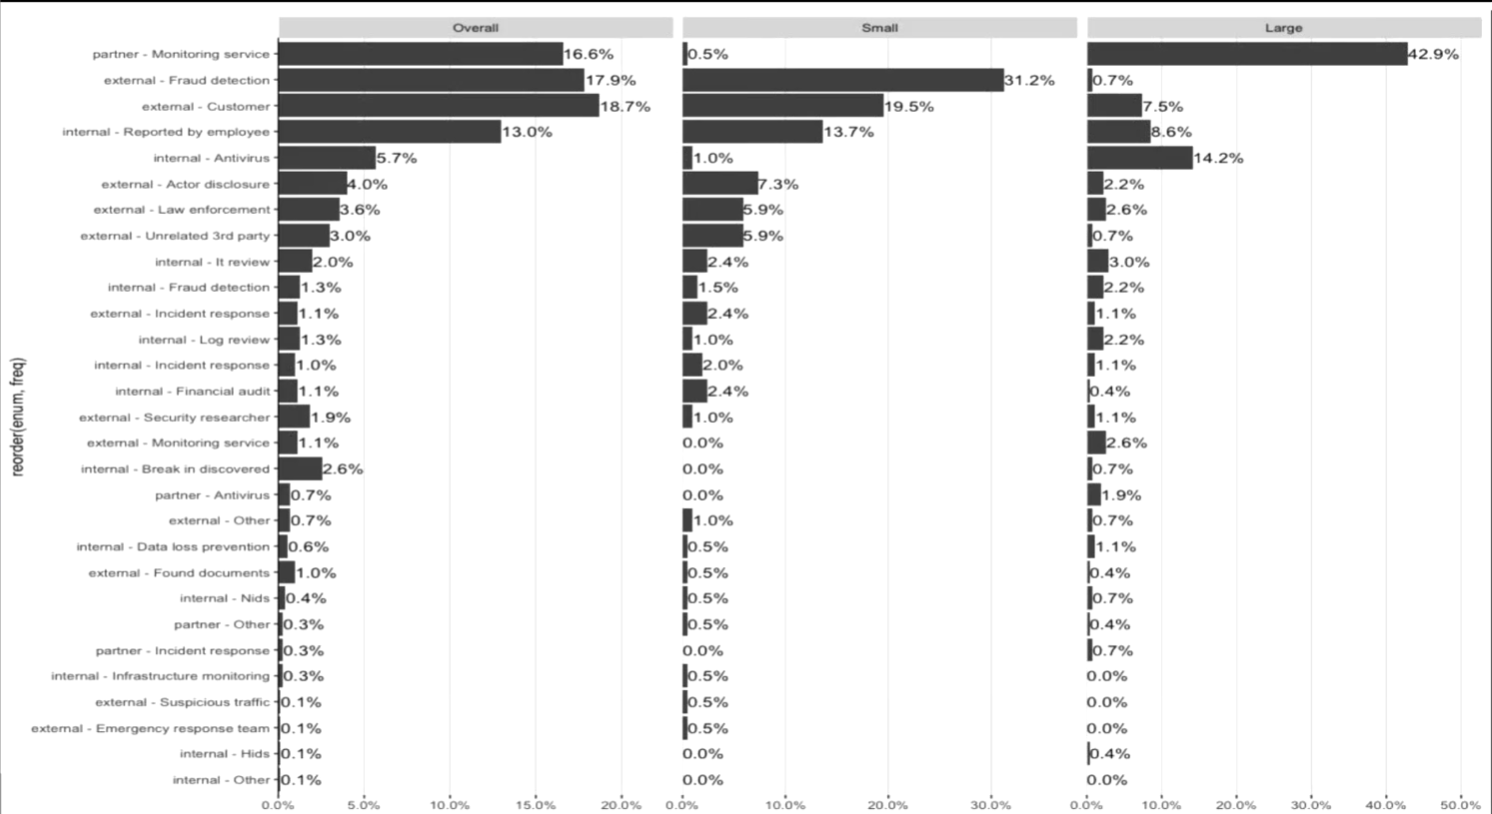 Overall Small Large
partner - Monitoring service 16.6% 0.5% 42.9%
external - Fraud detection 17.9% 31.2% 0.7%
external - Customer 18.7% 19.5% 7.5%
internal - Reported by employee 13.0% 13.7% 8.6%
internal - Antivirus 5.7% 1.0% 14.2%
external - Actor disclosure 4.0% 7.3% 2.2%
external - Law enforcement 3.6% 5.9% 2.6%
external - Unrelated 3rd party 3.0% 5.9% 0.7%
internal - It review 2.0% 2.4% 3.0%
internal - Fraud detection 1.3% 1.5% 2.2%
external - Incident response 1.1% 2.4% 1.1%
internal - Log review 1.3% 1.0% 2.2%
internal - Incident response 1.0% 2.0% 1.1%
internal - Financial audit 1.1% 2.4% 0.4%
external - Security researcher 1.9% 1.0% 1.1%
external - Monitoring service 1.1% 0.0% 2.6%
internal - Break in discovered 2.6% 0.0% 0.7%
partner - Antivirus 0.7% 0.0% 1.9%
external - Other 0.7% 1.0% 0.7%
internal - Data loss prevention 0.6% 0.5% 1.1%
external - Found documents 1.0% 0.5% 0.4%
internal - Nids 0.4% 0.5% 0.7%
partner - Other 0.3% 0.5% 0.4%
partner - Incident response 0.3% 0.0% 0.7%
internal - Infrastructure monitoring 0.3% 0.5% 0.0%
external - Suspicious traffic 0.1% 0.5% 0.0%
external - Emergency response team 0.1% 0.5% 0.0%
internal - Hids 0.1% 0.0% 0.4%
internal - Other 0.1% 0.0% 0.0%
0.0% 5.0% 10.0% 15.0% 20.0% 0.0% 10.0% 20.0% 30.0% 0.0% 10.0% 20.0% 30.0% 40.0% 50.0%
reorder(enum, freq)